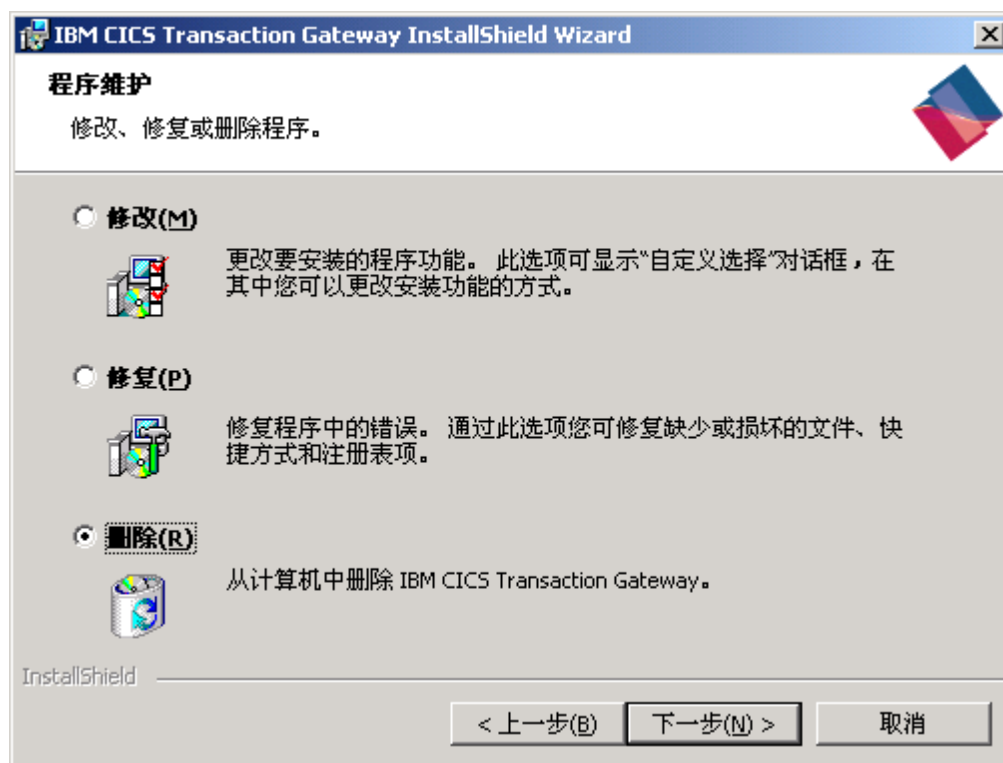 IBM CICS Transaction Gateway InstallShield Wizard
程序维护
修改、修复或删除程序。
修改(M)
更改要安装的程序功能。 此选项可显示“自定义选择”对话框，在
其中您可以更改安装功能的方式。
修复(P)
修复程序中的错误。 通过此选项您可修复缺少或损坏的文件、快
捷方式和注册表项。
删除(R)
从计算机中删除 IBM CICS Transaction Gateway。
InstallShield
< 上一步(B)
下一步(N) >
取消